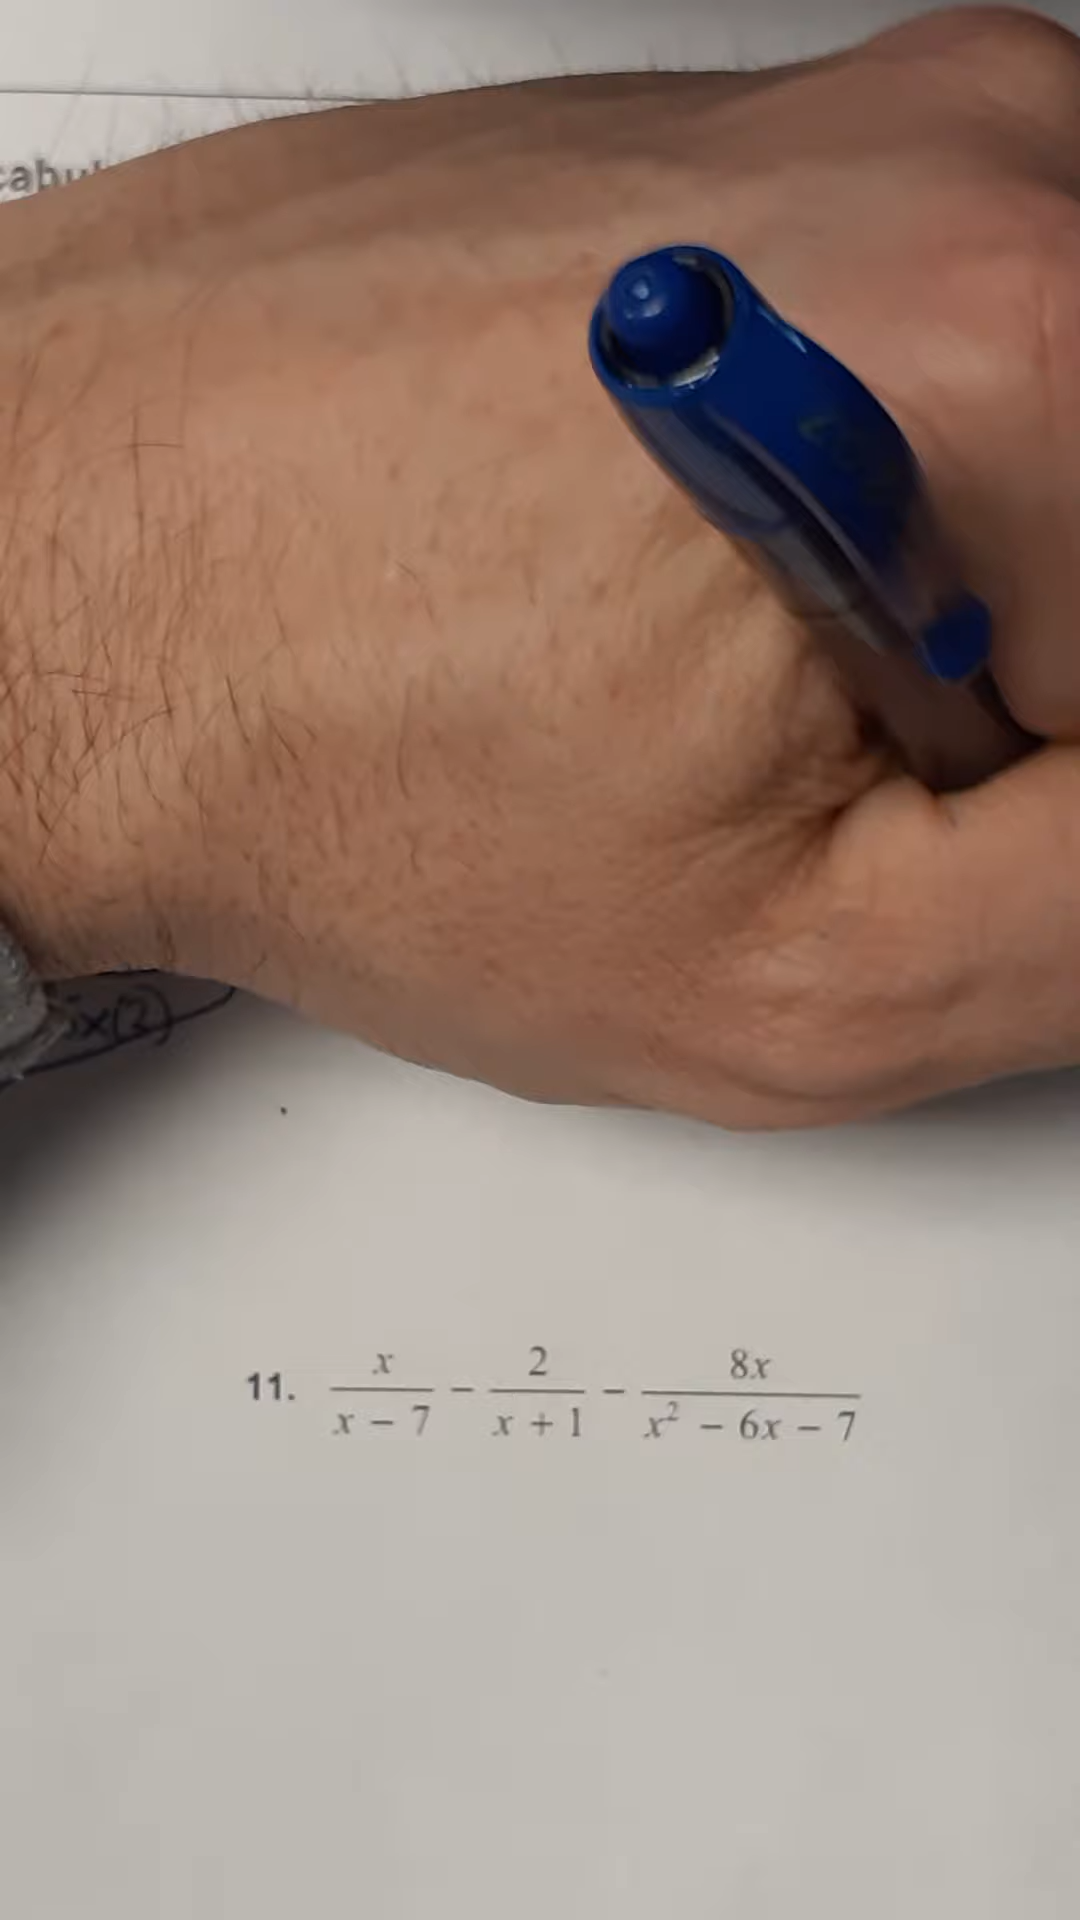 11. x/(x − 7) − 2/(x + 1) − 8x/(x² − 6x − 7)